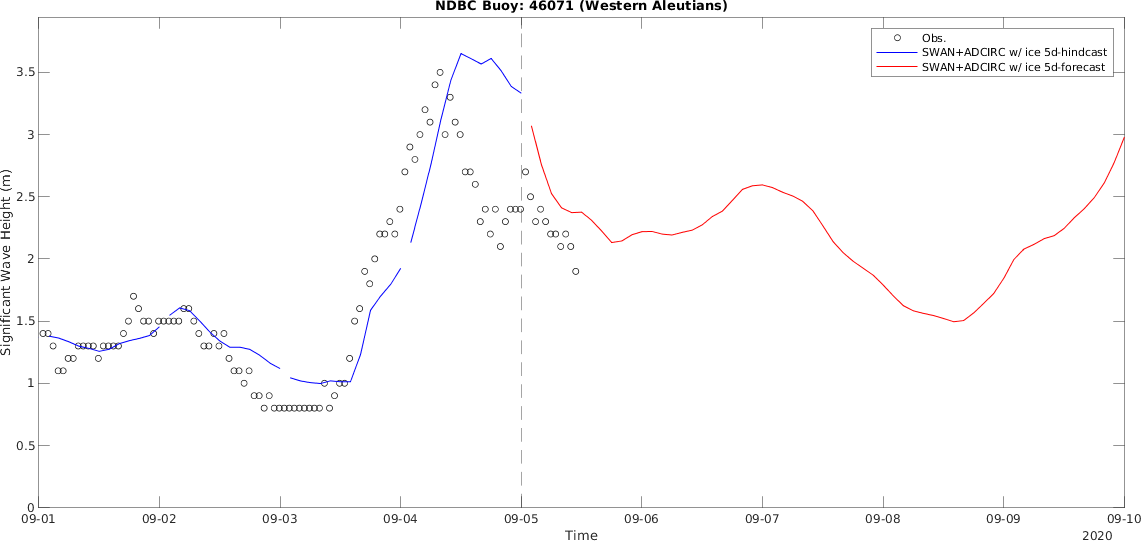 NDBC Buoy: 46071 (Western Aleutians)
Obs.
SWAN+ADCIRC w/ ice 5d-hindcast
SWAN+ADCIRC w/ ice 5d-forecast
Significant Wave Height (m)
3.5
3
2.5
2
1.5
1
0.5
0
09-01 09-02 09-03 09-04 09-05 09-06 09-07 09-08 09-09 09-10
Time
2020